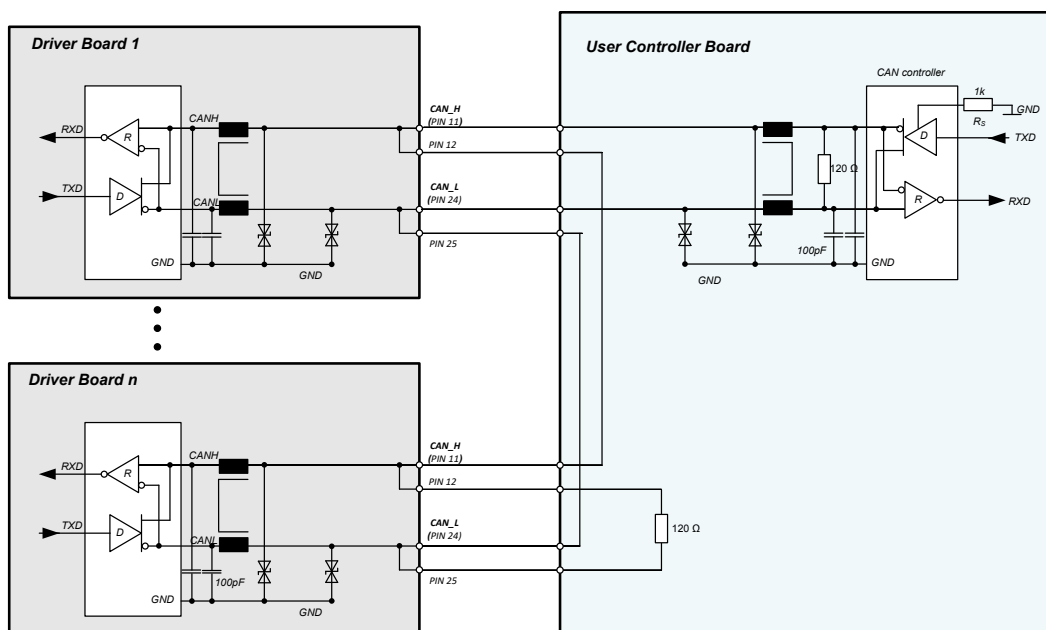 Driver Board 1
User Controller Board
CAN controller
1k
GND
R_S
TXD
RXD
D
R
120 Ω
100pF
GND
GND
RXD
TXD
R
D
CANH
CANL
GND
GND
CAN_H
(PIN 11)
PIN 12
CAN_L
(PIN 24)
PIN 25
Driver Board n
RXD
TXD
R
D
CANH
CANL
100pF
GND
GND
CAN_H
(PIN 11)
PIN 12
CAN_L
(PIN 24)
PIN 25
120 Ω